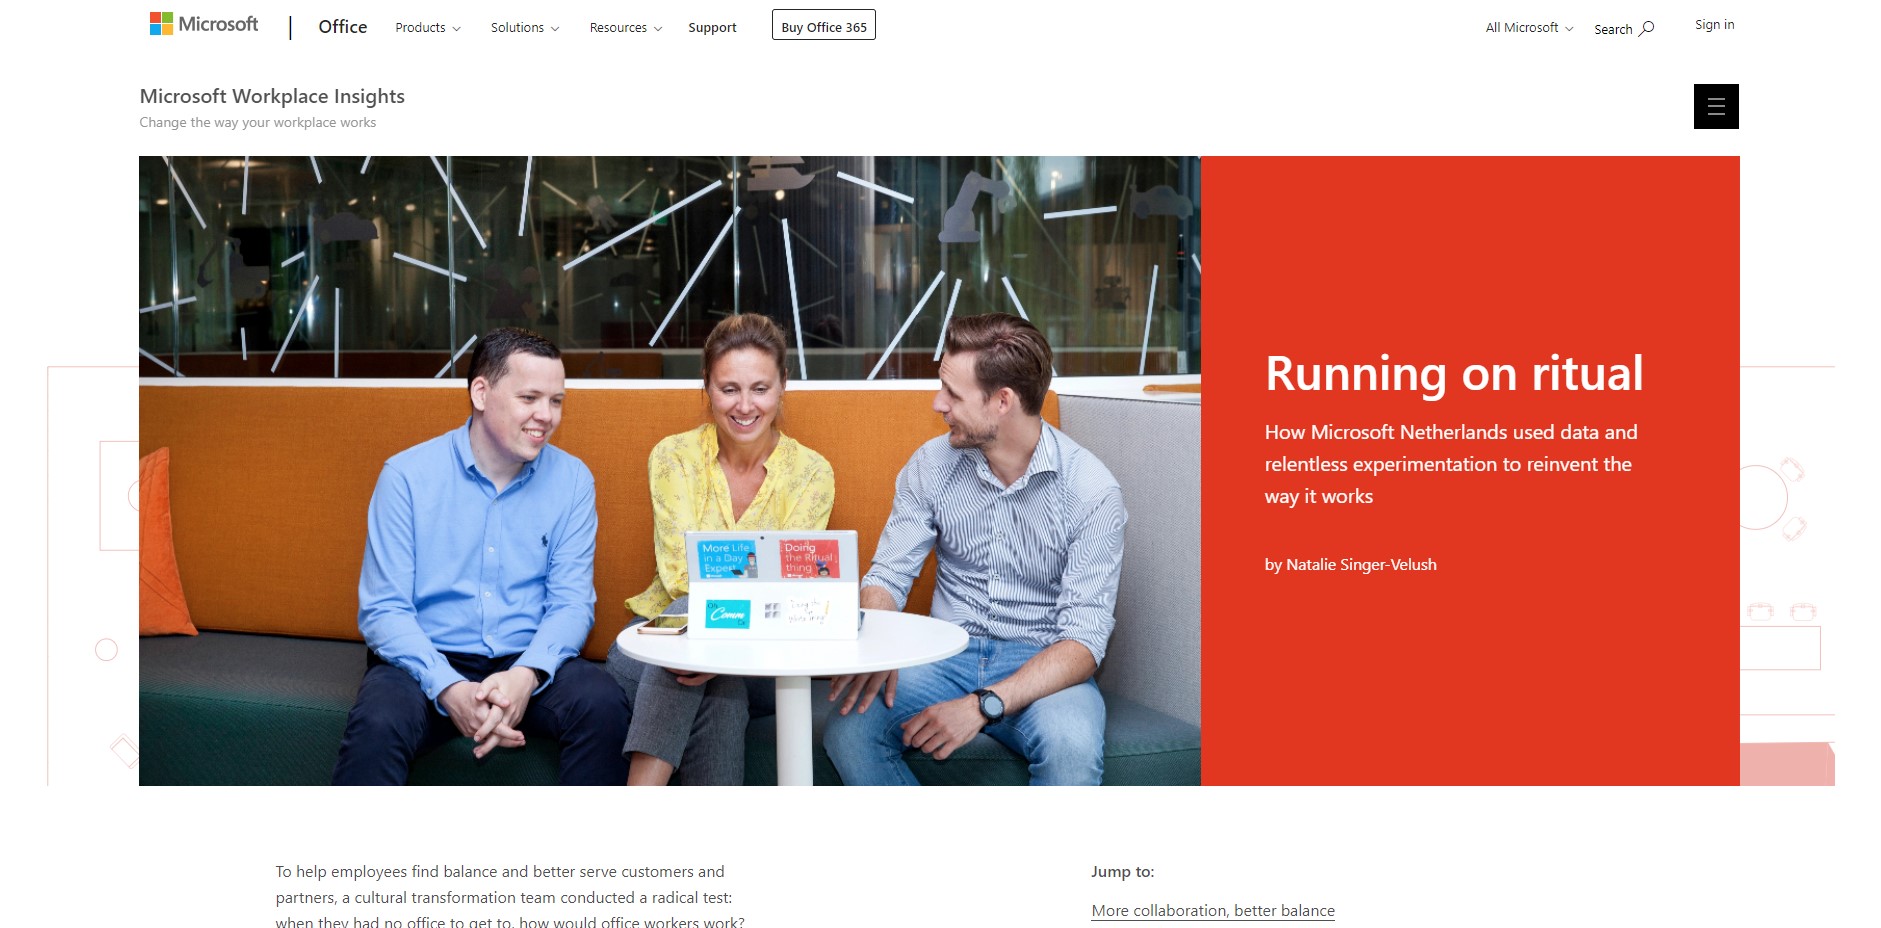 Microsoft
Office
Products
Solutions
Resources
Support
Buy Office 365
All Microsoft
Search
Sign in
Microsoft Workplace Insights
Change the way your workplace works
More Life
in a Day
Expert
Doing
the Ritual
thing
Running on ritual
How Microsoft Netherlands used data and
relentless experimentation to reinvent the
way it works
by Natalie Singer-Velush
To help employees find balance and better serve customers and
partners, a cultural transformation team conducted a radical test:
when they had no office to get to, how would office workers work?
Jump to:
More collaboration, better balance